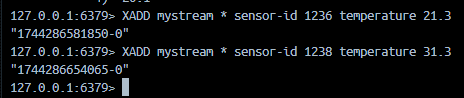 127.0.0.1:6379> XADD mystream * sensor-id 1236 temperature 21.3
"1744286581850-0"
127.0.0.1:6379> XADD mystream * sensor-id 1238 temperature 31.3
"1744286654065-0"
127.0.0.1:6379>